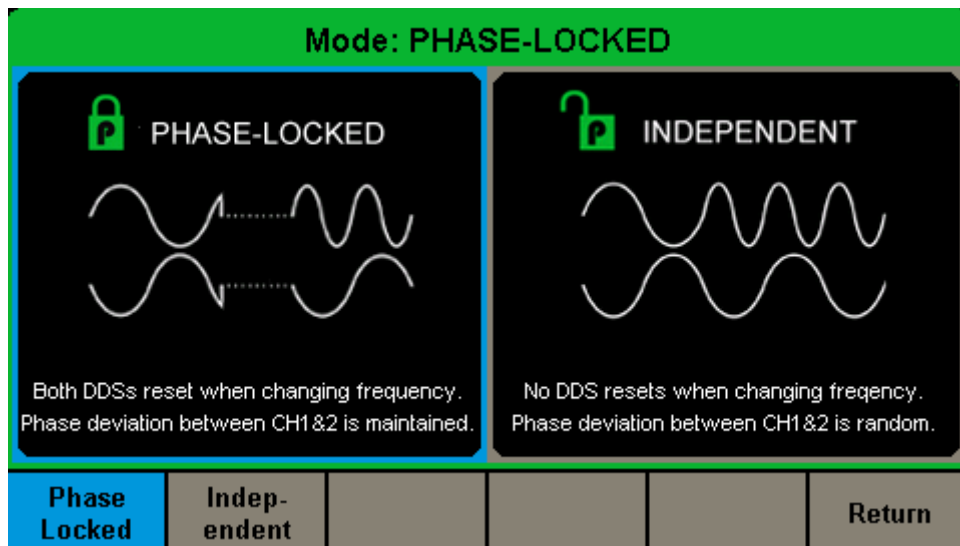 Mode: PHASE-LOCKED
P
PHASE-LOCKED
Both DDSs reset when changing frequency.
Phase deviation between CH1&2 is maintained.
P
INDEPENDENT
No DDS resets when changing freqency.
Phase deviation between CH1&2 is random.
Phase
Locked
Indep-
endent
Return